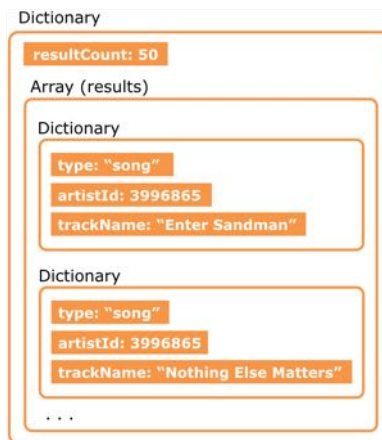 Dictionary
resultCount: 50
Array (results)
Dictionary
type: “song”
artistId: 3996865
trackName: “Enter Sandman”
Dictionary
type: “song”
artistId: 3996865
trackName: “Nothing Else Matters”
. . .